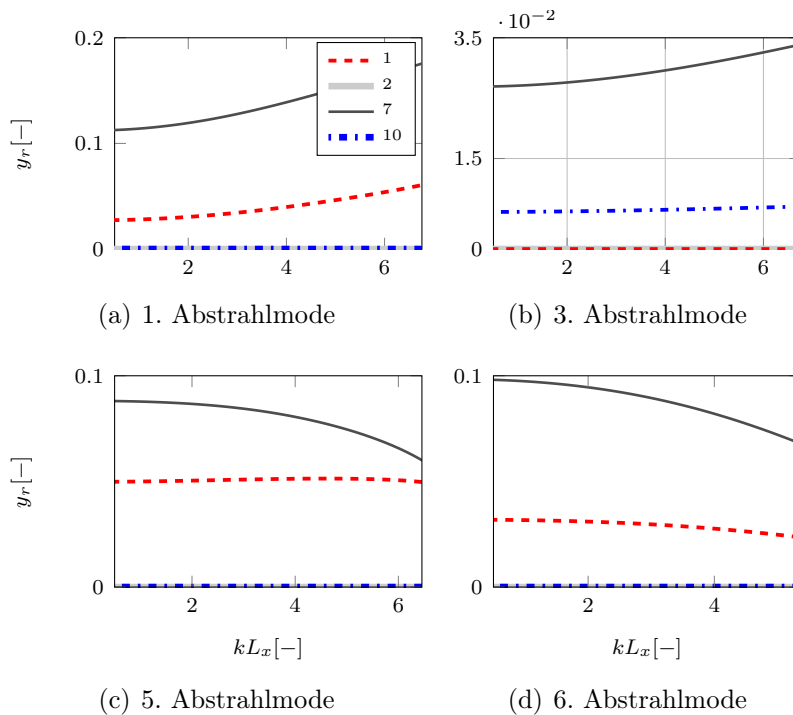 · 10⁻²
0.2
0.1
0
y_r[−]
1
2
7
10
2 4 6
(a) 1. Abstrahlmode
3.5
1.5
0
2 4 6
(b) 3. Abstrahlmode
0.1
0
y_r[−]
2 4 6
kL_x[−]
(c) 5. Abstrahlmode
0.1
0
2 4
kL_x[−]
(d) 6. Abstrahlmode